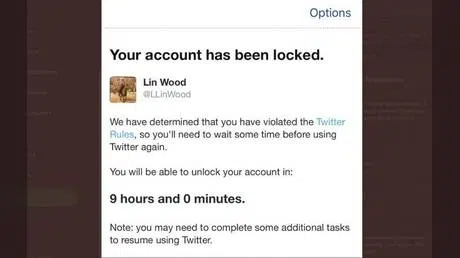 Options
Your account has been locked.
Lin Wood
@LLinWood
We have determined that you have violated the Twitter
Rules, so you'll need to wait some time before using
Twitter again.
You will be able to unlock your account in:
9 hours and 0 minutes.
Note: you may need to complete some additional tasks
to resume using Twitter.